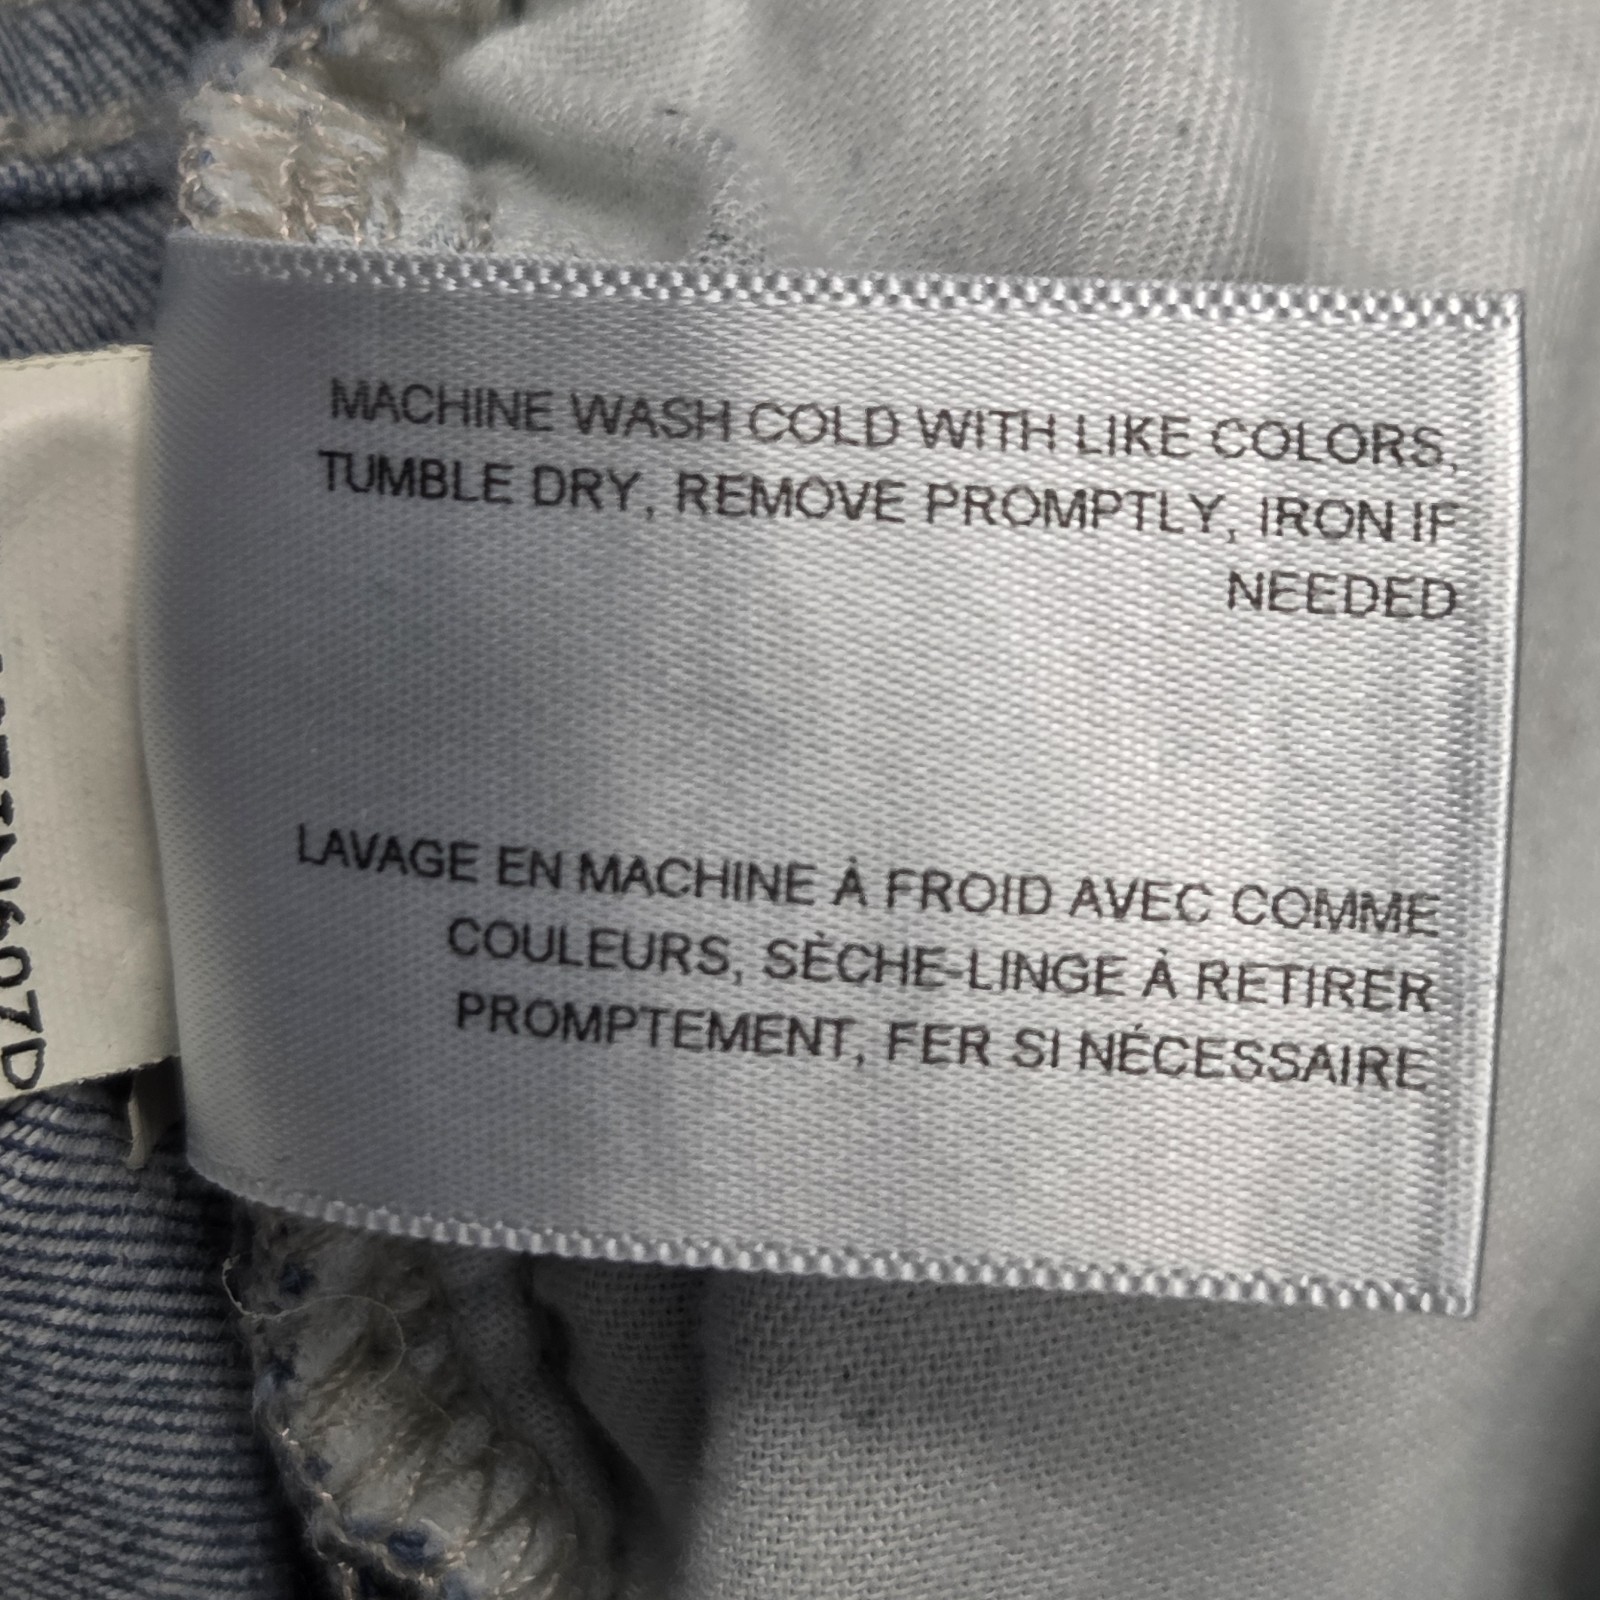 MACHINE WASH COLD WITH LIKE COLORS,
TUMBLE DRY, REMOVE PROMPTLY, IRON IF
NEEDED
LAVAGE EN MACHINE À FROID AVEC COMME
COULEURS, SÈCHE-LINGE À RETIRER
PROMPTEMENT, FER SI NÉCESSAIRE